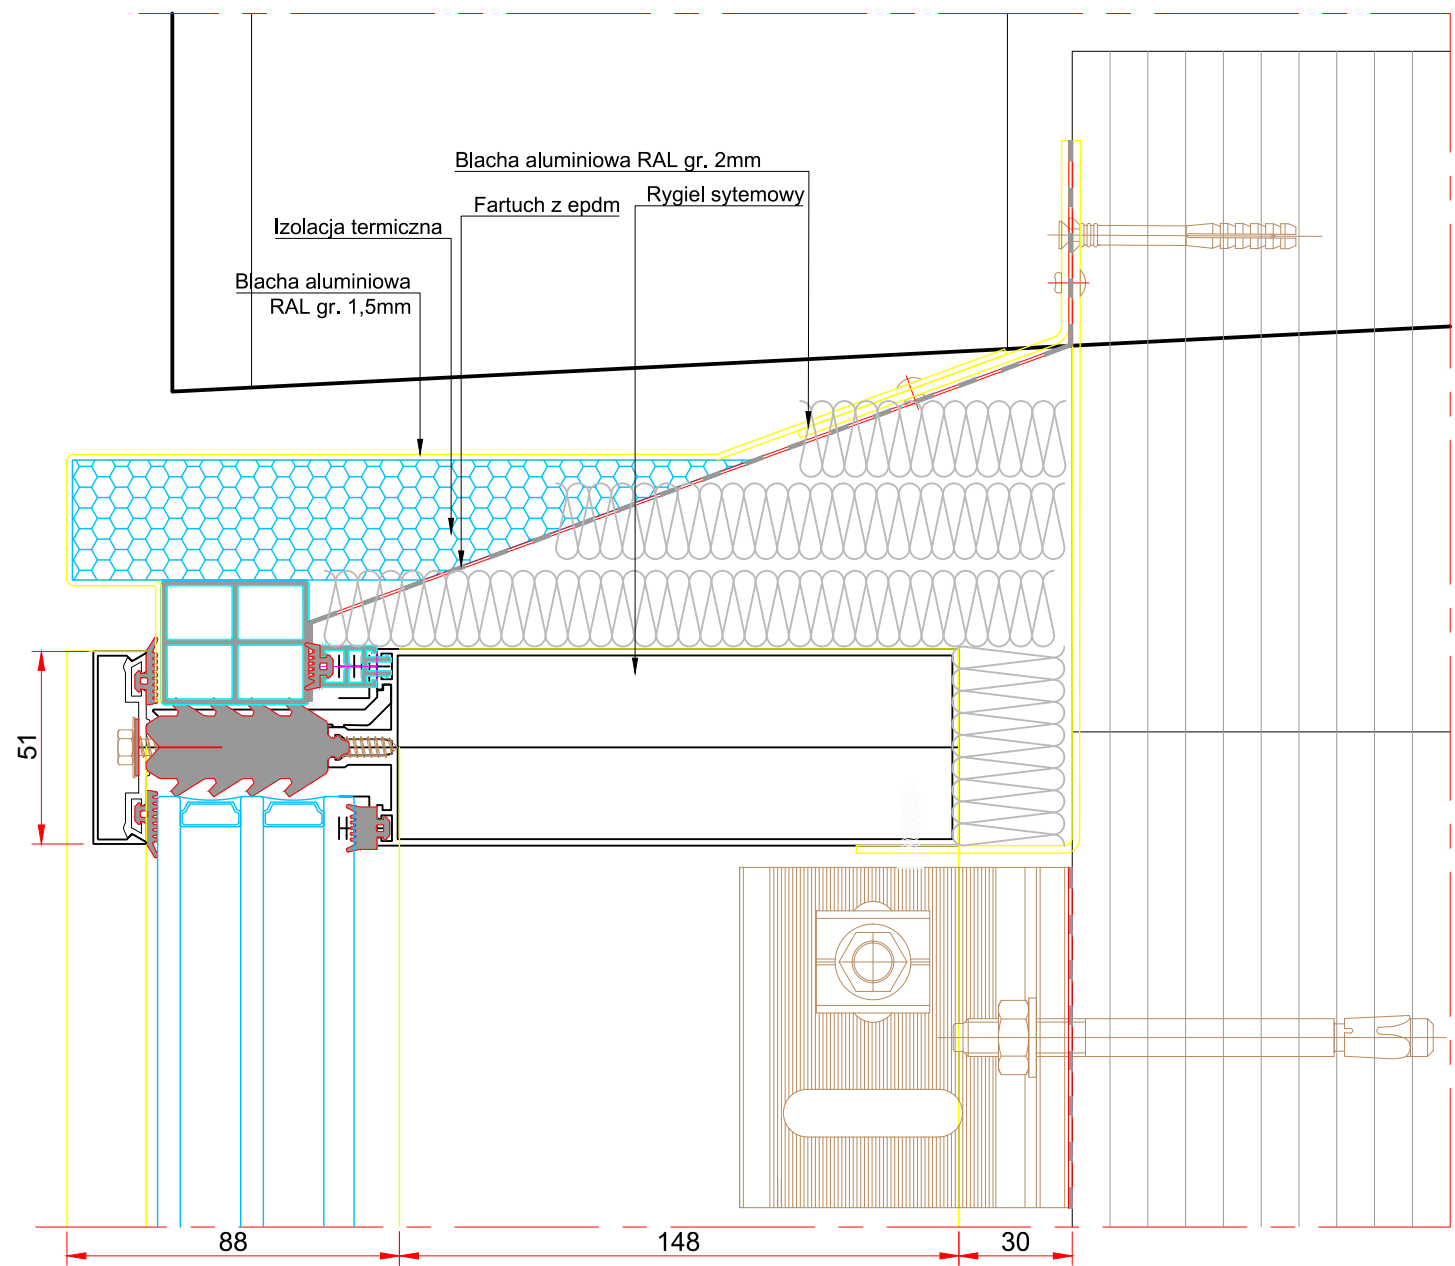 Blacha aluminiowa RAL gr. 2mm
Rygiel sytemowy
Fartuch z epdm
Izolacja termiczna
Blacha aluminiowa
RAL gr. 1,5mm
51
88
148
30